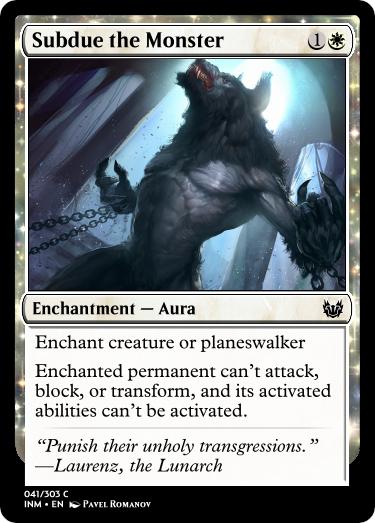 Subdue the Monster 1
Enchantment — Aura
Enchant creature or planeswalker
Enchanted permanent can't attack,
block, or transform, and its activated
abilities can't be activated.
“Punish their unholy transgressions.”
—Laurenz, the Lunarch
041/303 C
INM • EN Pavel Romanov